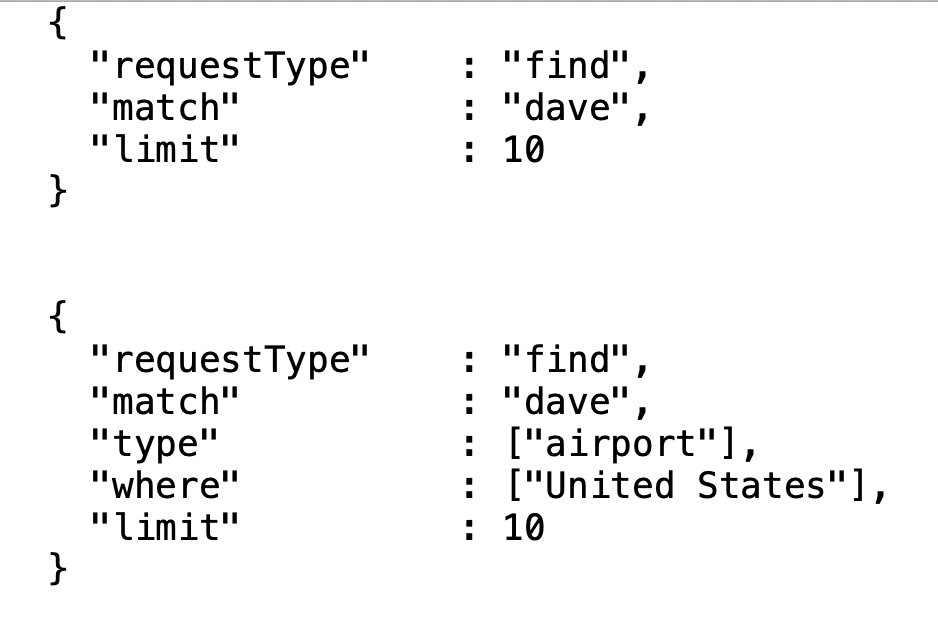 {
  "requestType"    : "find",
  "match"          : "dave",
  "limit"          : 10
}
{
  "requestType"    : "find",
  "match"          : "dave",
  "type"           : ["airport"],
  "where"          : ["United States"],
  "limit"          : 10
}